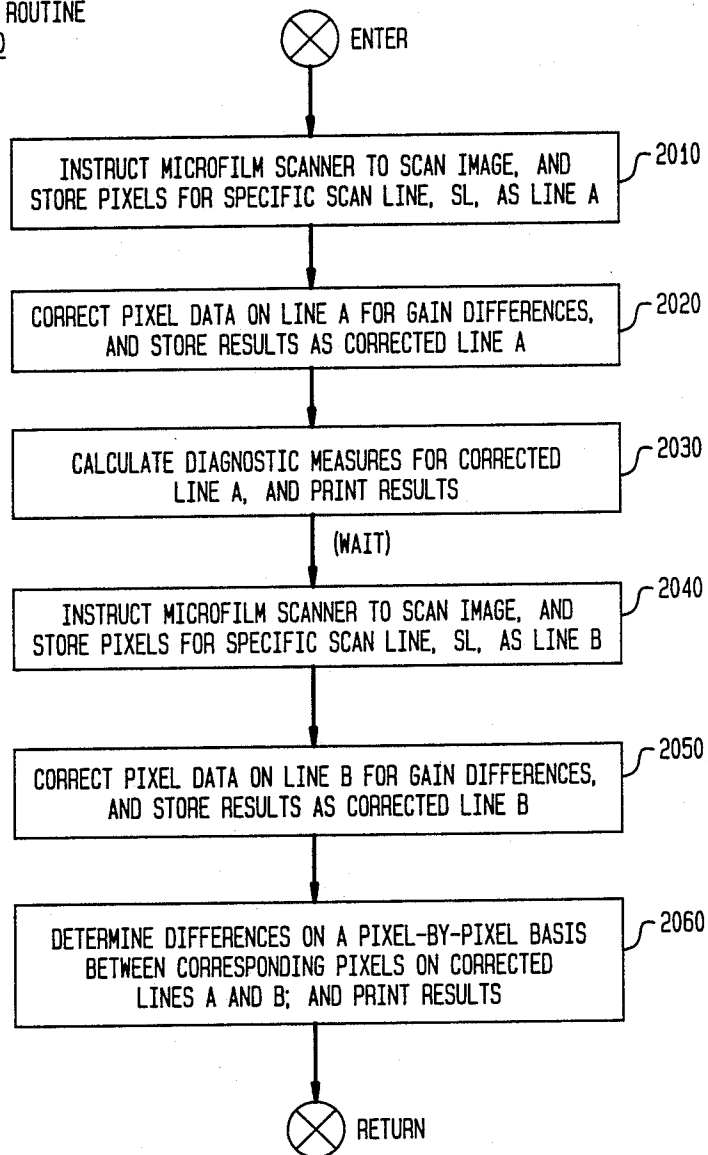 ROUTINE
ENTER
INSTRUCT MICROFILM SCANNER TO SCAN IMAGE, AND
STORE PIXELS FOR SPECIFIC SCAN LINE, SL, AS LINE A
2010
CORRECT PIXEL DATA ON LINE A FOR GAIN DIFFERENCES,
AND STORE RESULTS AS CORRECTED LINE A
2020
CALCULATE DIAGNOSTIC MEASURES FOR CORRECTED
LINE A, AND PRINT RESULTS
2030
(WAIT)
INSTRUCT MICROFILM SCANNER TO SCAN IMAGE, AND
STORE PIXELS FOR SPECIFIC SCAN LINE, SL, AS LINE B
2040
CORRECT PIXEL DATA ON LINE B FOR GAIN DIFFERENCES,
AND STORE RESULTS AS CORRECTED LINE B
2050
DETERMINE DIFFERENCES ON A PIXEL-BY-PIXEL BASIS
BETWEEN CORRESPONDING PIXELS ON CORRECTED
LINES A AND B; AND PRINT RESULTS
2060
RETURN